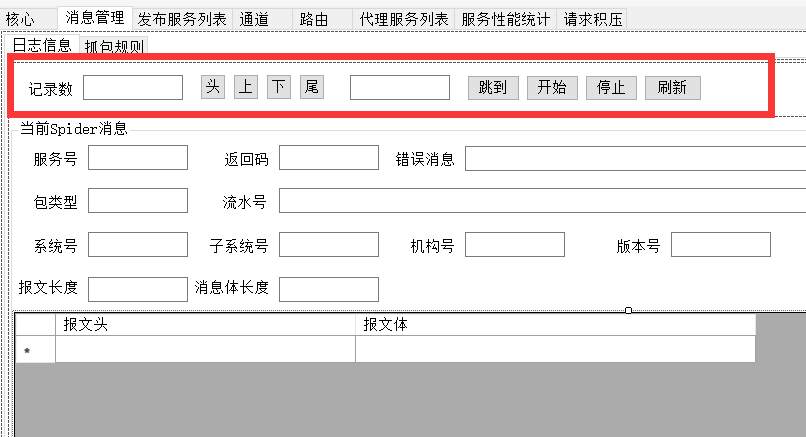 核心 消息管理 发布服务列表 通道 路由 代理服务列表 服务性能统计 请求积压
日志信息 抓包规则
记录数 头 上 下 尾 跳到 开始 停止 刷新
当前Spider消息
服务号 返回码 错误消息
包类型 流水号
系统号 子系统号 机构号 版本号
报文长度 消息体长度
报文头 报文体
*